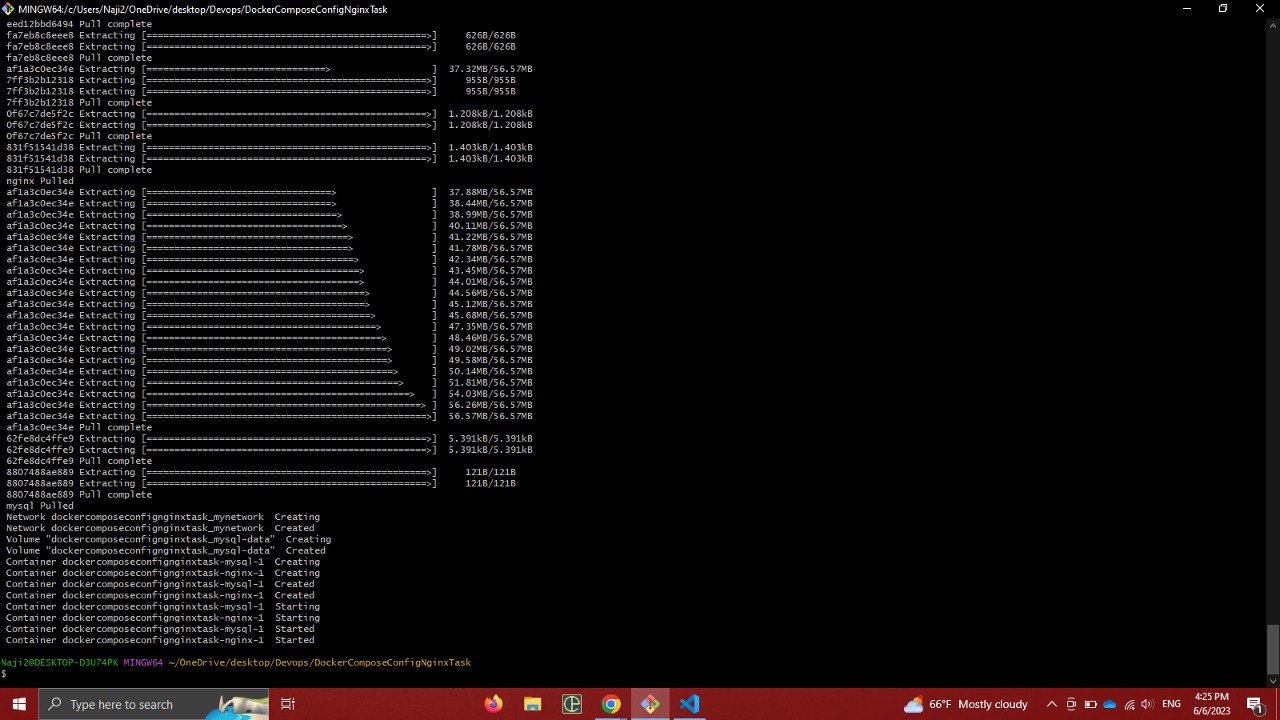 MINGW64:/c/Users/Naji2/OneDrive/desktop/Devops/DockerComposeConfigNginxTask
eed12bbd6494 Pull complete
fa7eb8c8eee8 Extracting [==================================================>]     626B/626B
fa7eb8c8eee8 Extracting [==================================================>]     626B/626B
fa7eb8c8eee8 Pull complete
af1a3c0ec34e Extracting [================================>                  ]  37.32MB/56.57MB
7ff3b2b12318 Extracting [==================================================>]     955B/955B
7ff3b2b12318 Extracting [==================================================>]     955B/955B
7ff3b2b12318 Pull complete
0f67c7de5f2c Extracting [==================================================>]  1.208kB/1.208kB
0f67c7de5f2c Extracting [==================================================>]  1.208kB/1.208kB
0f67c7de5f2c Pull complete
831f51541d38 Extracting [==================================================>]  1.403kB/1.403kB
831f51541d38 Extracting [==================================================>]  1.403kB/1.403kB
831f51541d38 Pull complete
nginx Pulled
af1a3c0ec34e Extracting [=================================>                 ]  37.88MB/56.57MB
af1a3c0ec34e Extracting [=================================>                 ]  38.44MB/56.57MB
af1a3c0ec34e Extracting [==================================>                ]  38.99MB/56.57MB
af1a3c0ec34e Extracting [===================================>               ]  40.11MB/56.57MB
af1a3c0ec34e Extracting [====================================>              ]  41.22MB/56.57MB
af1a3c0ec34e Extracting [====================================>              ]  41.78MB/56.57MB
af1a3c0ec34e Extracting [=====================================>             ]  42.34MB/56.57MB
af1a3c0ec34e Extracting [======================================>            ]  43.45MB/56.57MB
af1a3c0ec34e Extracting [======================================>            ]  44.01MB/56.57MB
af1a3c0ec34e Extracting [=======================================>           ]  44.56MB/56.57MB
af1a3c0ec34e Extracting [=======================================>           ]  45.12MB/56.57MB
af1a3c0ec34e Extracting [========================================>          ]  45.68MB/56.57MB
af1a3c0ec34e Extracting [=========================================>         ]  47.35MB/56.57MB
af1a3c0ec34e Extracting [==========================================>        ]  48.46MB/56.57MB
af1a3c0ec34e Extracting [===========================================>       ]  49.02MB/56.57MB
af1a3c0ec34e Extracting [===========================================>       ]  49.58MB/56.57MB
af1a3c0ec34e Extracting [============================================>      ]  50.14MB/56.57MB
af1a3c0ec34e Extracting [=============================================>     ]  51.81MB/56.57MB
af1a3c0ec34e Extracting [===============================================>   ]  54.03MB/56.57MB
af1a3c0ec34e Extracting [=================================================> ]  56.26MB/56.57MB
af1a3c0ec34e Extracting [==================================================>]  56.57MB/56.57MB
af1a3c0ec34e Pull complete
62fe8dc4ffe9 Extracting [==================================================>]  5.391kB/5.391kB
62fe8dc4ffe9 Extracting [==================================================>]  5.391kB/5.391kB
62fe8dc4ffe9 Pull complete
8807488ae889 Extracting [==================================================>]     121B/121B
8807488ae889 Extracting [==================================================>]     121B/121B
8807488ae889 Pull complete
mysql Pulled
Network dockercomposeconfignginxtask_mynetwork  Creating
Network dockercomposeconfignginxtask_mynetwork  Created
Volume "dockercomposeconfignginxtask_mysql-data"  Creating
Volume "dockercomposeconfignginxtask_mysql-data"  Created
Container dockercomposeconfignginxtask-mysql-1  Creating
Container dockercomposeconfignginxtask-nginx-1  Creating
Container dockercomposeconfignginxtask-mysql-1  Created
Container dockercomposeconfignginxtask-nginx-1  Created
Container dockercomposeconfignginxtask-mysql-1  Starting
Container dockercomposeconfignginxtask-nginx-1  Starting
Container dockercomposeconfignginxtask-mysql-1  Started
Container dockercomposeconfignginxtask-nginx-1  Started
Naji2@DESKTOP-DJU74PK MINGW64 ~/OneDrive/desktop/Devops/DockerComposeConfigNginxTask
$
Type here to search
66°F Mostly cloudy
ENG
4:25 PM
6/6/2023
1